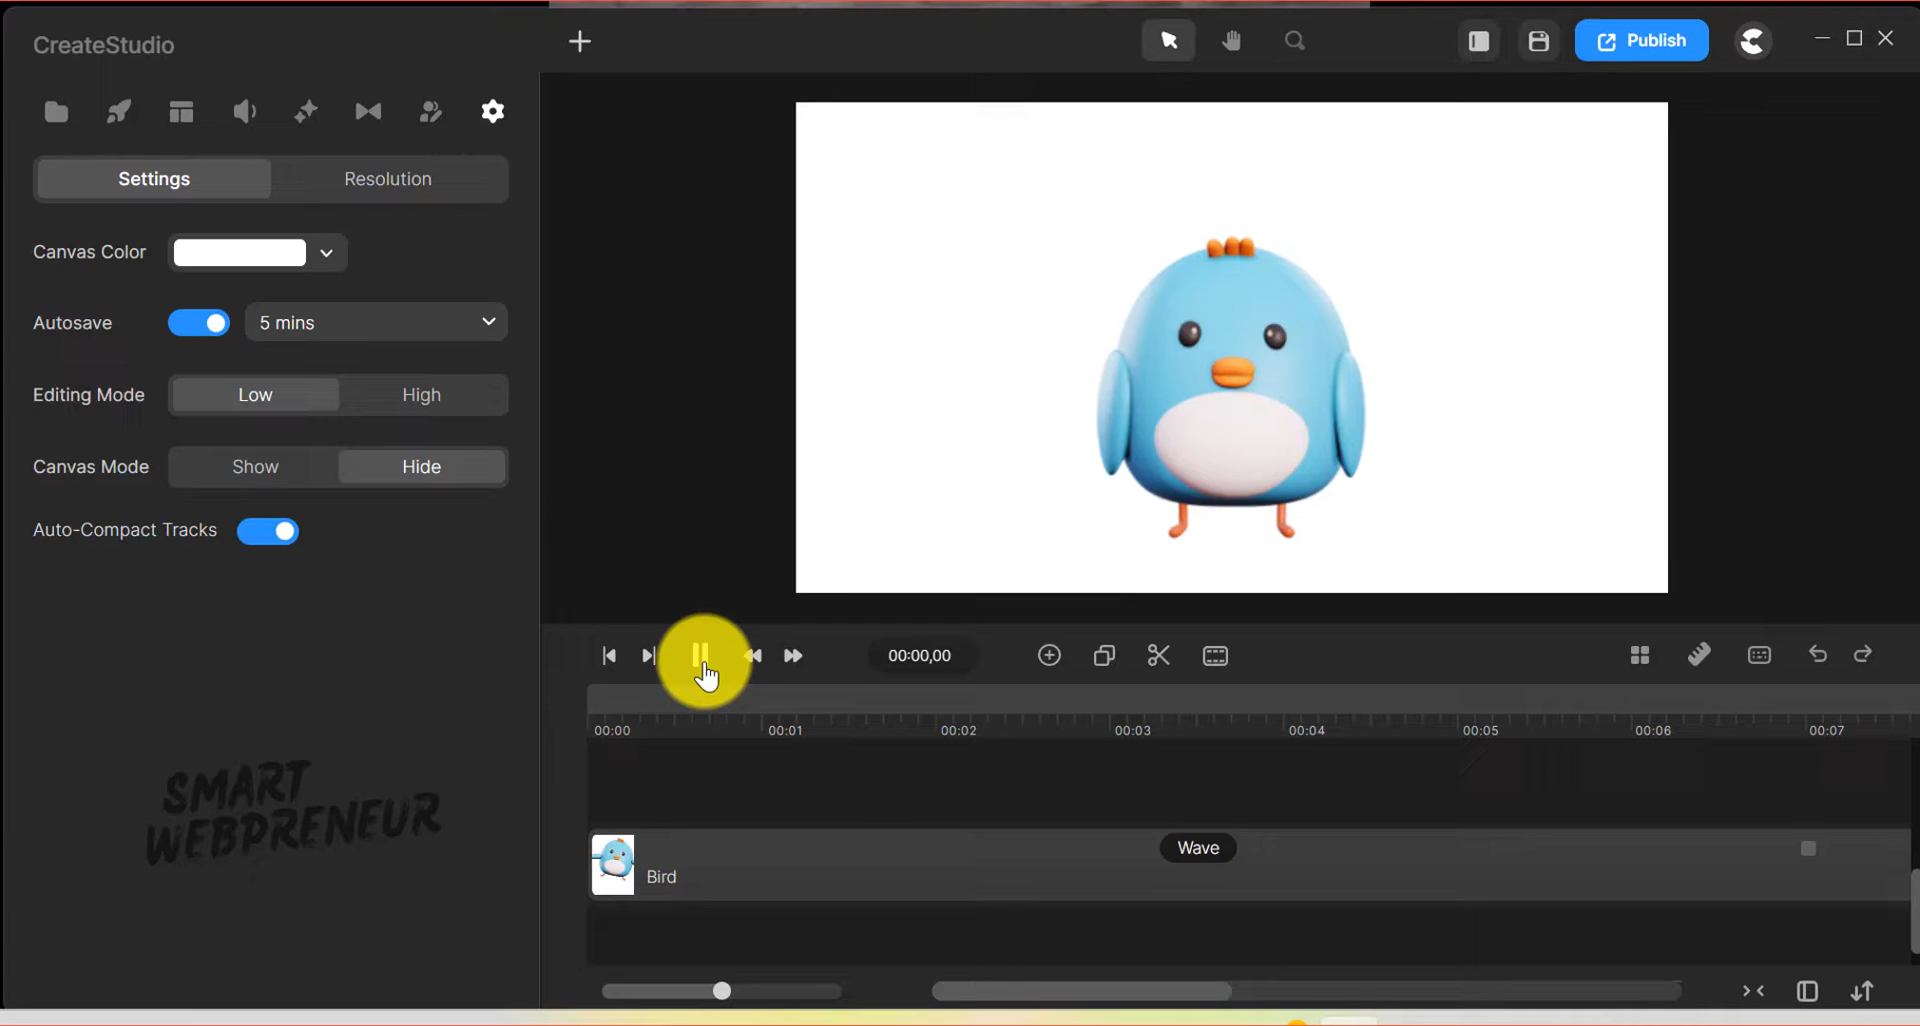 CreateStudio
Publish
Settings
Resolution
Canvas Color
Autosave
5 mins
Editing Mode
Low
High
Canvas Mode
Show
Hide
Auto-Compact Tracks
00:00,00
00:00
00:01
00:02
00:03
00:04
00:05
00:06
00:07
Wave
Bird
SMART
WEBPRENEUR